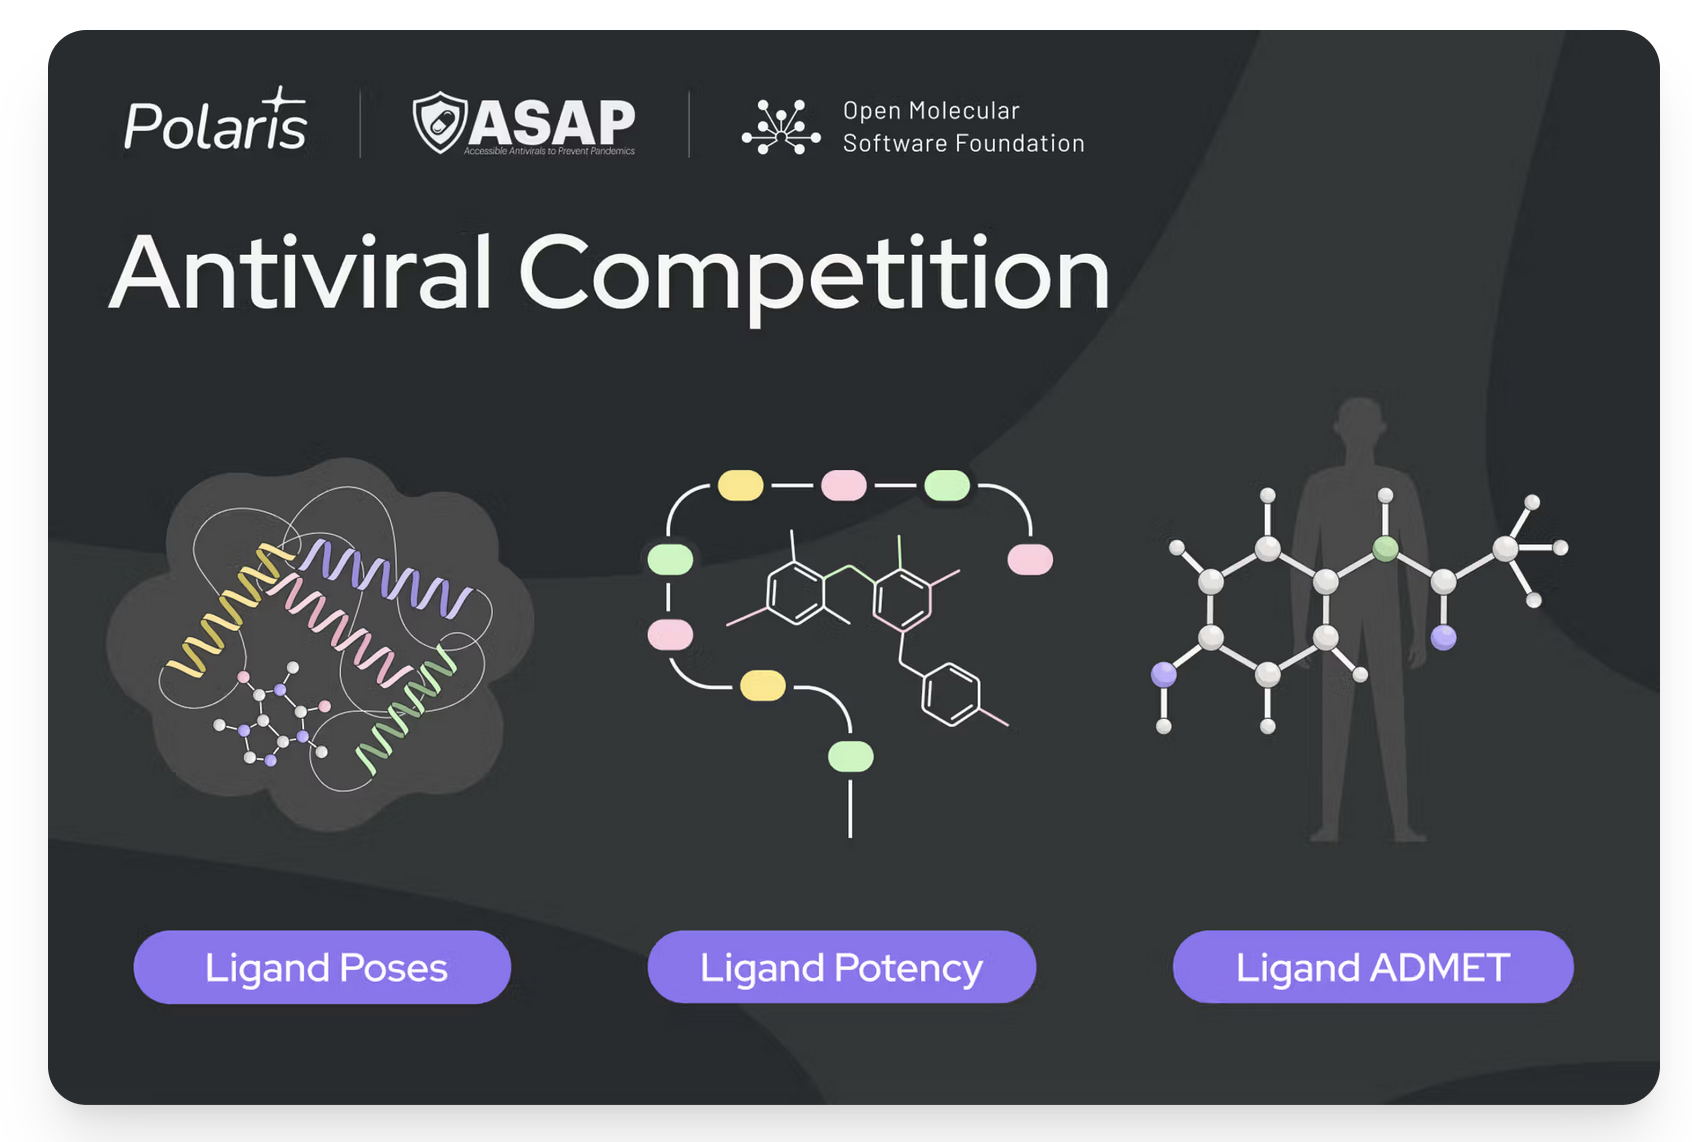 Polaris
ASAP
Accessible Antivirals to Prevent Pandemics
Open Molecular
Software Foundation
Antiviral Competition
Ligand Poses
Ligand Potency
Ligand ADMET